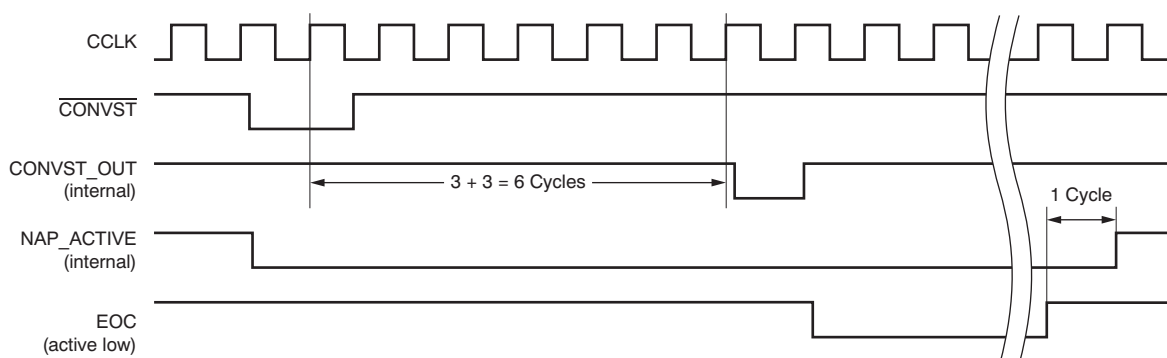 CCLK
CONVST
CONVST_OUT
(internal)
3 + 3 = 6 Cycles
1 Cycle
NAP_ACTIVE
(internal)
EOC
(active low)